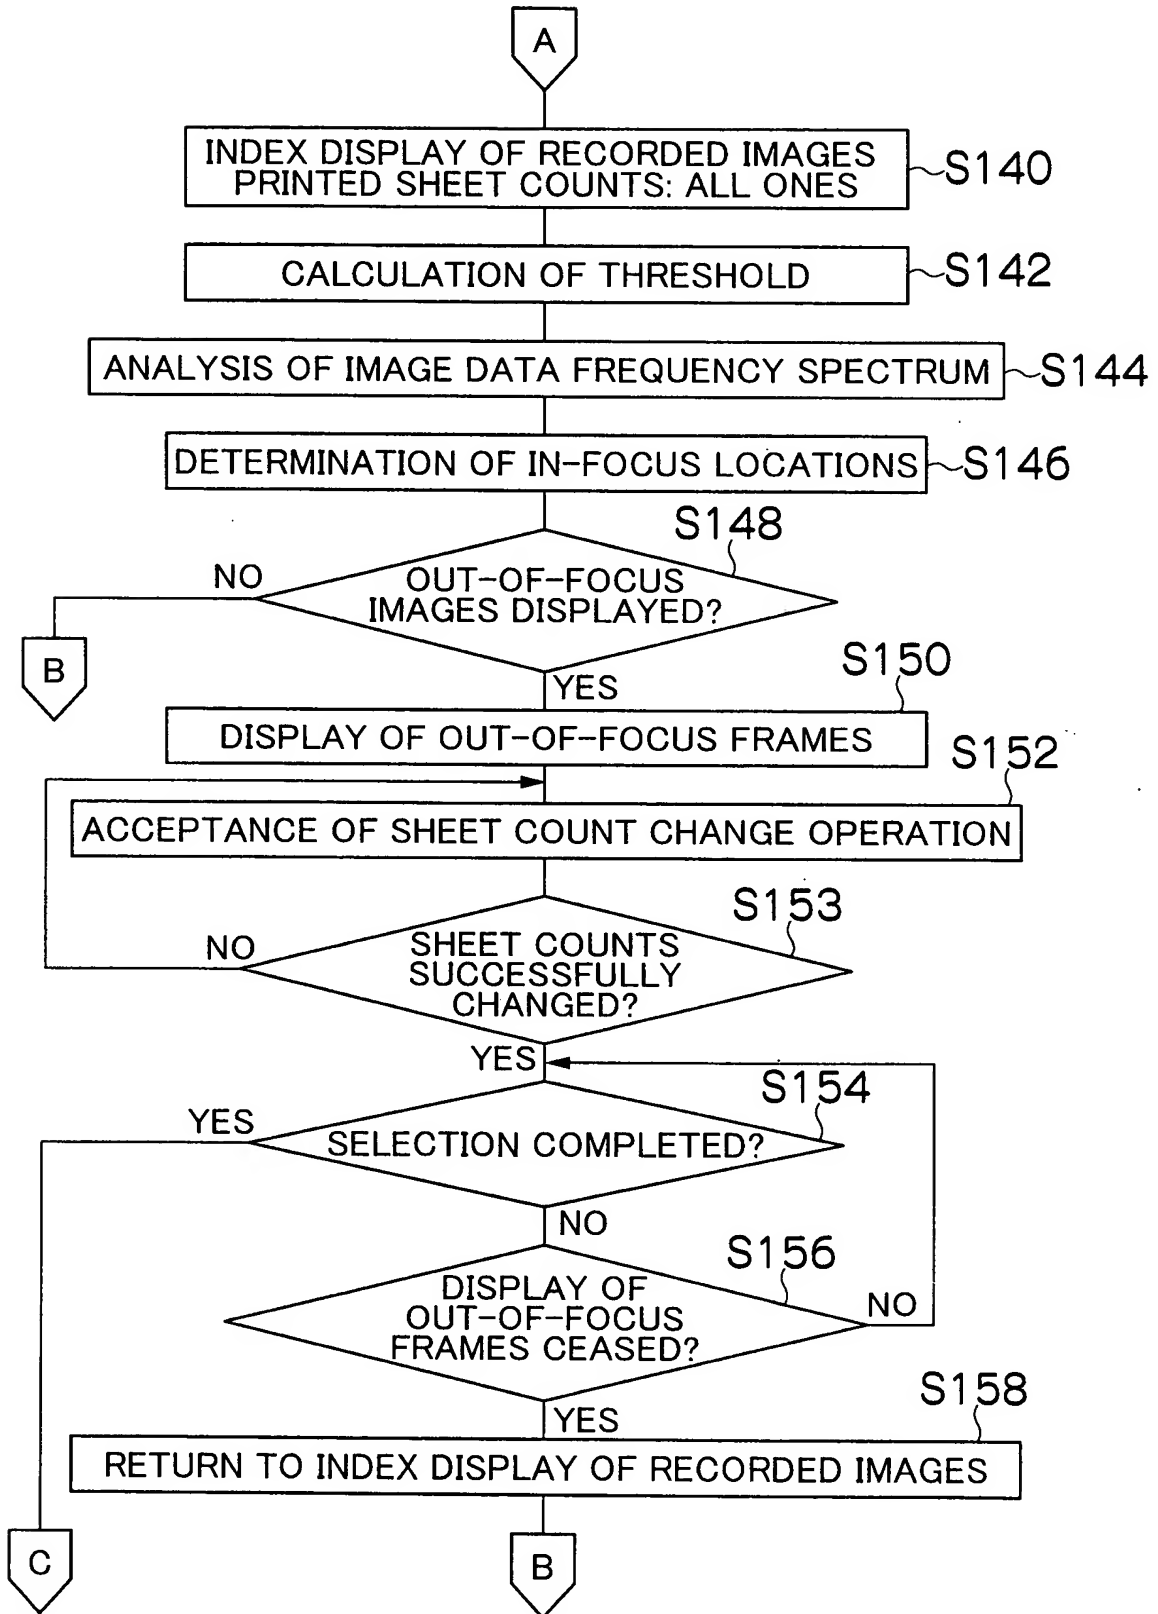 A
INDEX DISPLAY OF RECORDED IMAGES
PRINTED SHEET COUNTS: ALL ONES
S140
CALCULATION OF THRESHOLD
S142
ANALYSIS OF IMAGE DATA FREQUENCY SPECTRUM
S144
DETERMINATION OF IN-FOCUS LOCATIONS
S146
S148
NO
OUT-OF-FOCUS
IMAGES DISPLAYED?
B
YES
S150
DISPLAY OF OUT-OF-FOCUS FRAMES
S152
ACCEPTANCE OF SHEET COUNT CHANGE OPERATION
S153
NO
SHEET COUNTS
SUCCESSFULLY
CHANGED?
YES
S154
YES
SELECTION COMPLETED?
NO
S156
DISPLAY OF
OUT-OF-FOCUS
FRAMES CEASED?
NO
YES
S158
RETURN TO INDEX DISPLAY OF RECORDED IMAGES
C
B